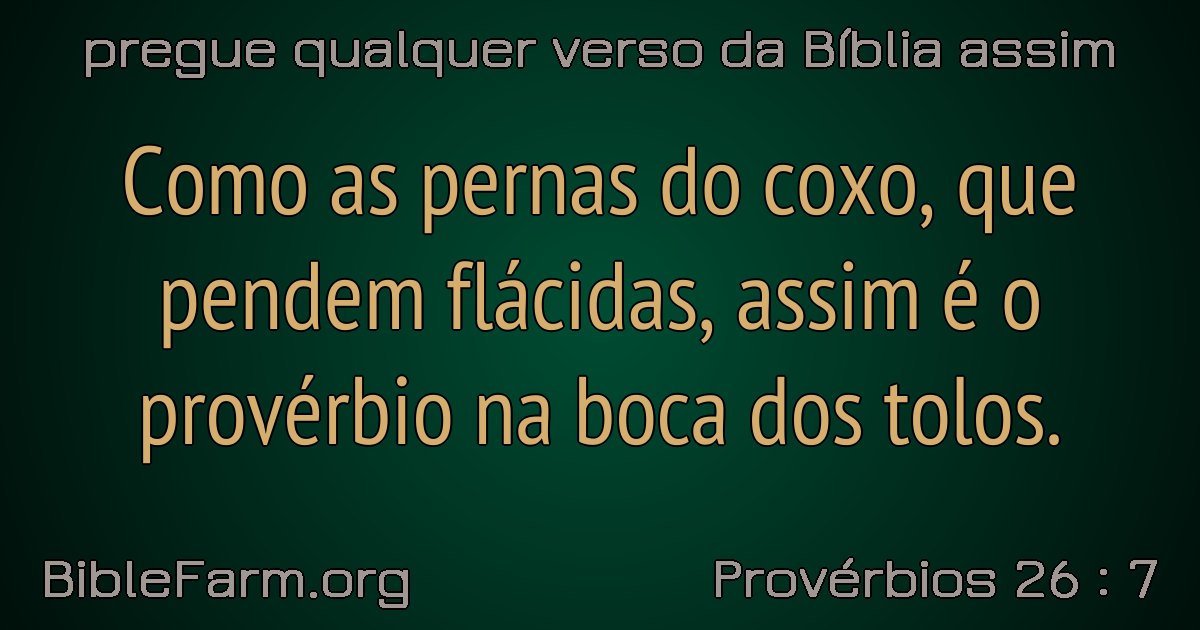 pregue qualquer verso da Bíblia assim
Como as pernas do coxo, que
pendem flácidas, assim é o
provérbio na boca dos tolos.
BibleFarm.org
Provérbios 26 : 7